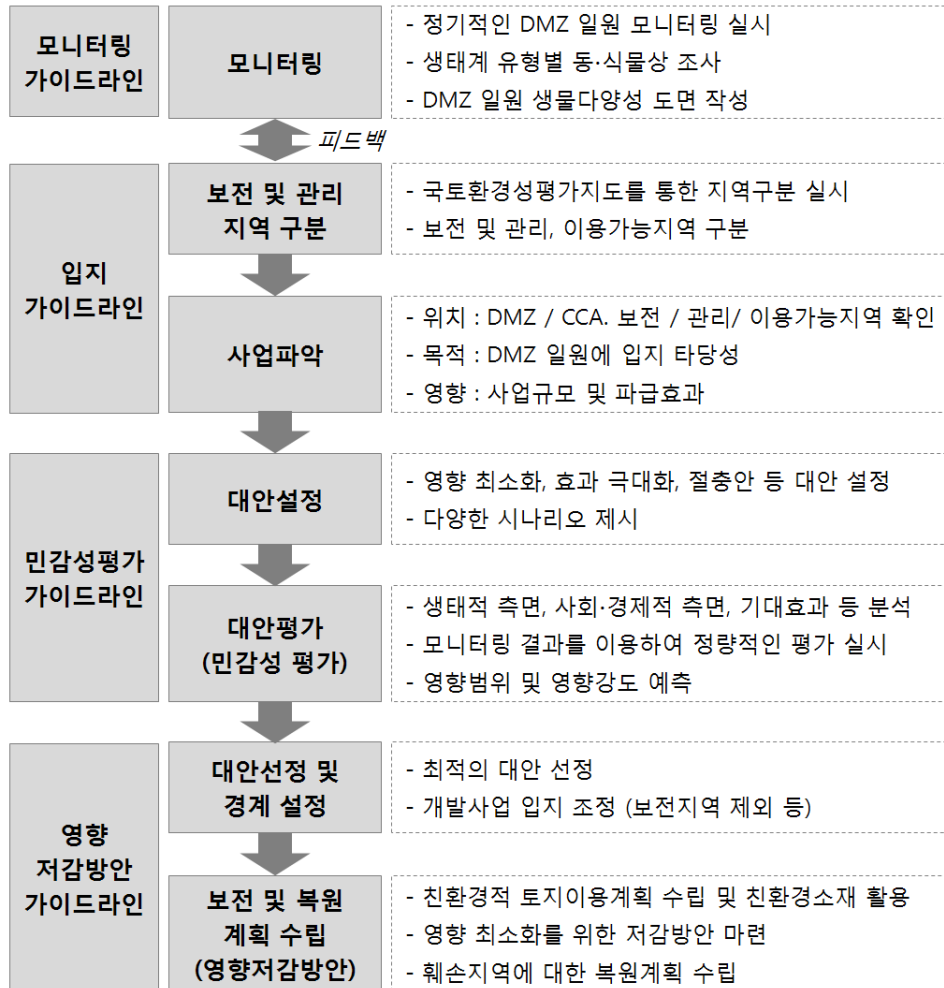 모니터링
가이드라인
모니터링
- 정기적인 DMZ 일원 모니터링 실시
- 생태계 유형별 동·식물상 조사
- DMZ 일원 생물다양성 도면 작성
피드백
입지
가이드라인
보전 및 관리
지역 구분
- 국토환경성평가지도를 통한 지역구분 실시
- 보전 및 관리, 이용가능지역 구분
사업파악
- 위치 : DMZ / CCA. 보전 / 관리/ 이용가능지역 확인
- 목적 : DMZ 일원에 입지 타당성
- 영향 : 사업규모 및 파급효과
민감성평가
가이드라인
대안설정
- 영향 최소화, 효과 극대화, 절충안 등 대안 설정
- 다양한 시나리오 제시
대안평가
(민감성 평가)
- 생태적 측면, 사회·경제적 측면, 기대효과 등 분석
- 모니터링 결과를 이용하여 정량적인 평가 실시
- 영향범위 및 영향강도 예측
영향
저감방안
가이드라인
대안선정 및
경계 설정
- 최적의 대안 선정
- 개발사업 입지 조정 (보전지역 제외 등)
보전 및 복원
계획 수립
(영향저감방안)
- 친환경적 토지이용계획 수립 및 친환경소재 활용
- 영향 최소화를 위한 저감방안 마련
- 훼손지역에 대한 복원계획 수립